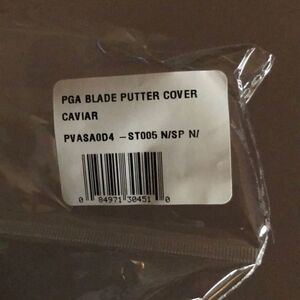 PGA BLADE PUTTER COVER
CAVIAR
PVASA0D4 -ST005 N/SP N/
0 84971 30451 0